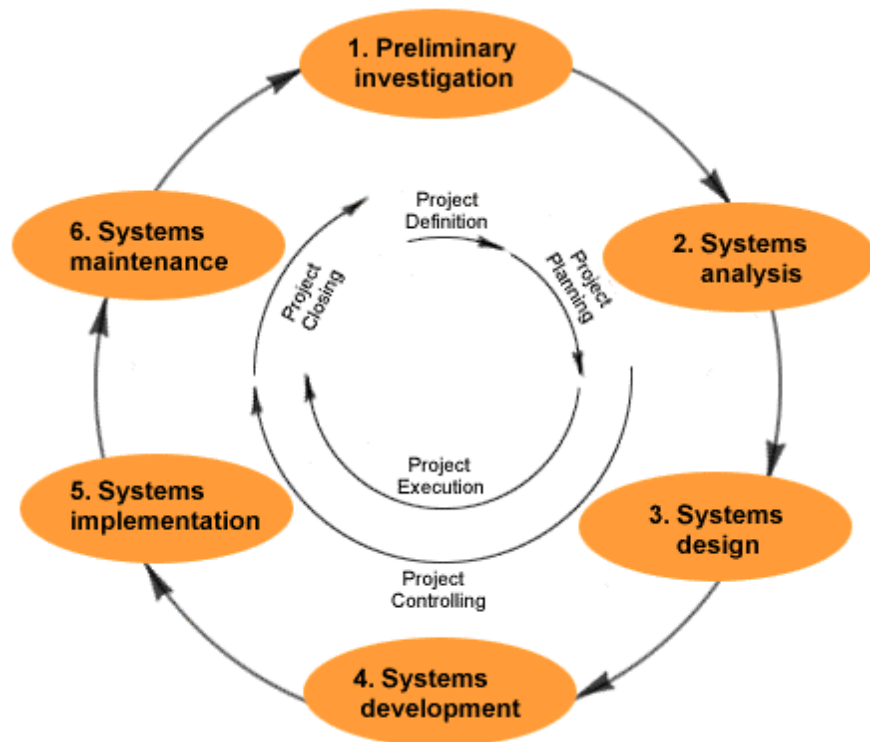 1. Preliminary
investigation
2. Systems
analysis
3. Systems
design
4. Systems
development
5. Systems
implementation
6. Systems
maintenance
Project
Definition
Project
Planning
Project
Execution
Project
Controlling
Project
Closing